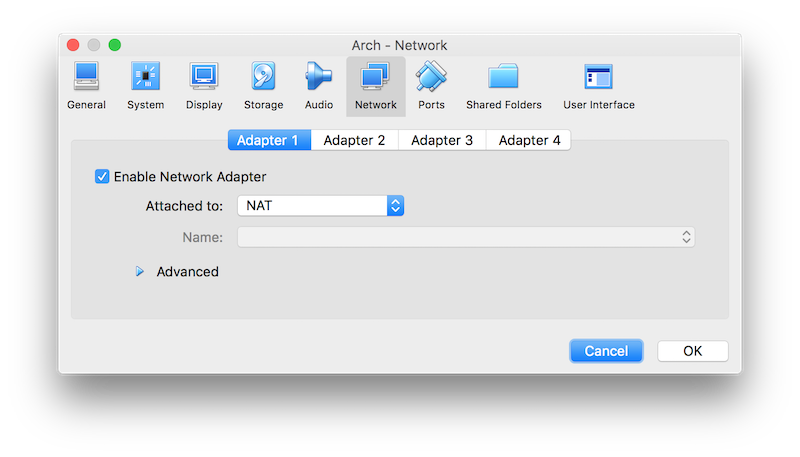 Arch - Network
General System Display Storage Audio Network Ports Shared Folders User Interface
Adapter 1 Adapter 2 Adapter 3 Adapter 4
Enable Network Adapter
Attached to: NAT
Name:
Advanced
Cancel OK